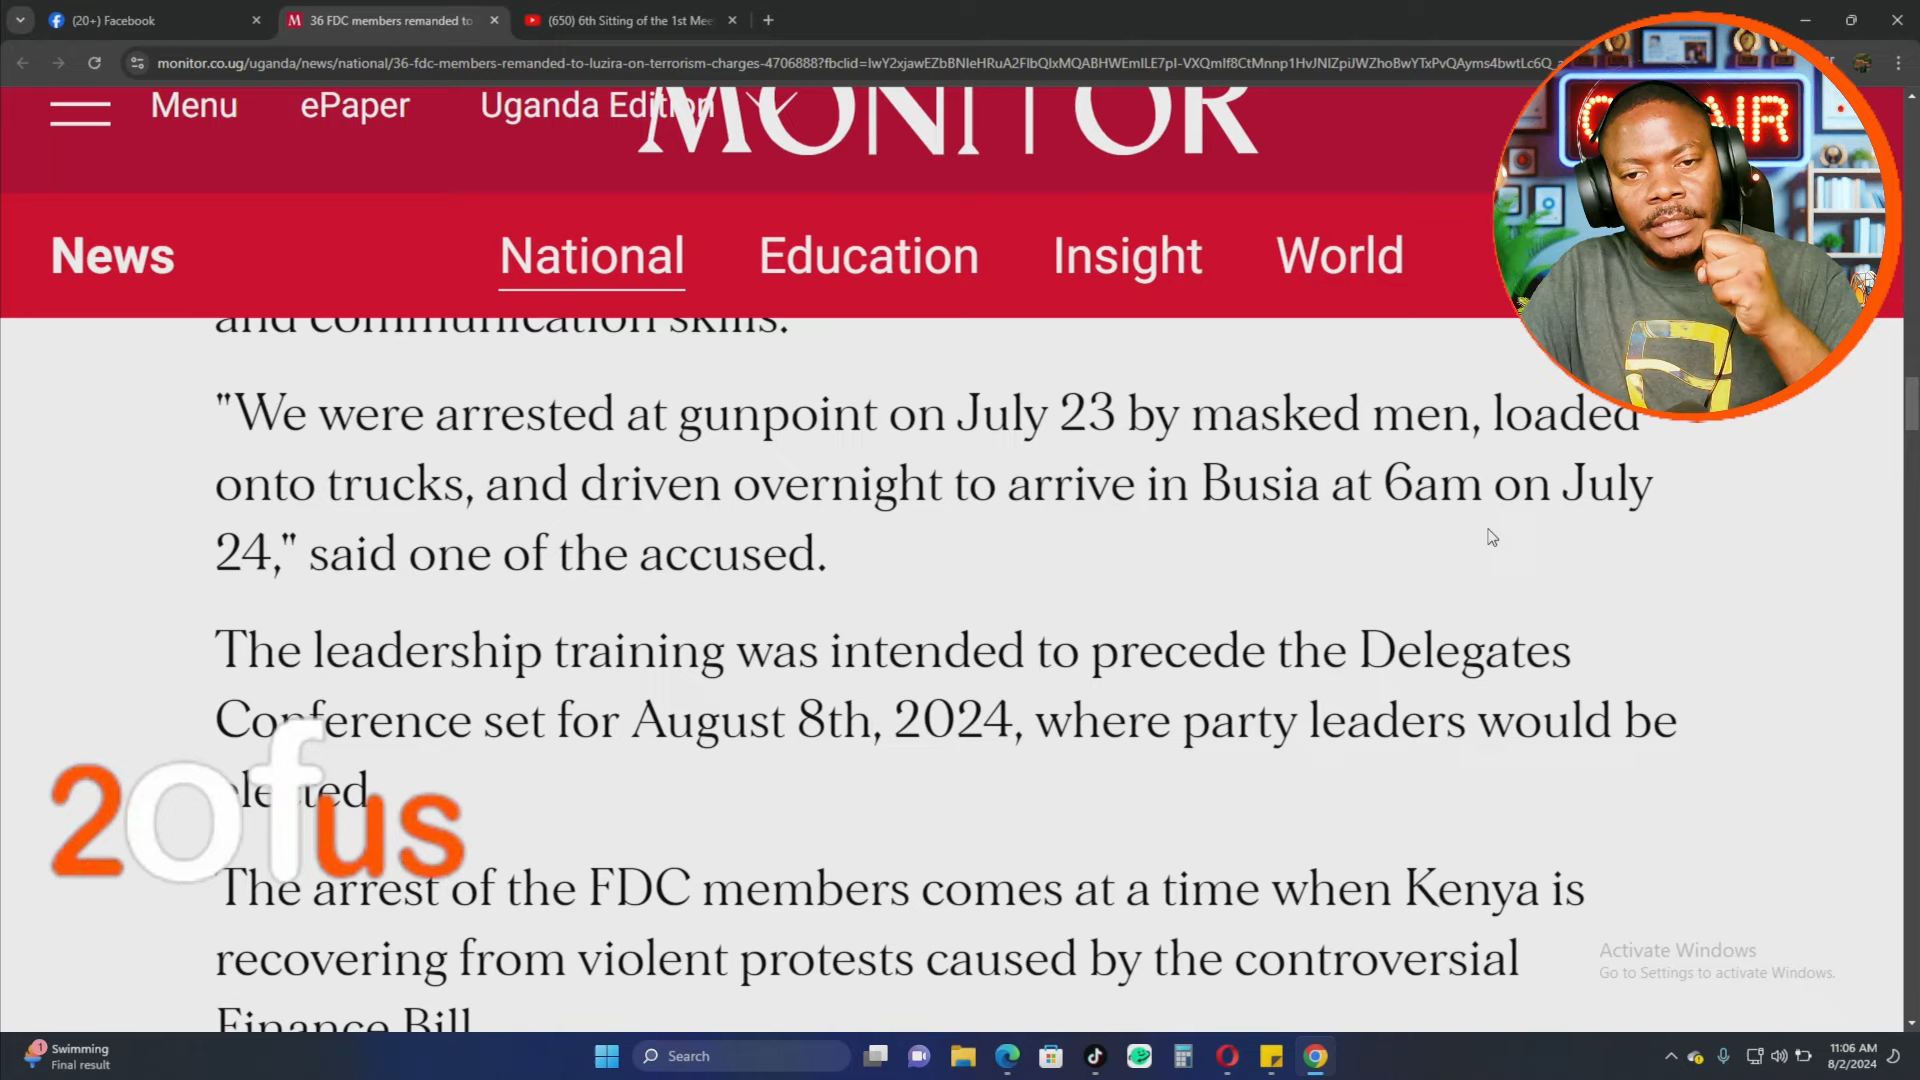 (20+) Facebook
36 FDC members remanded to
(650) 6th Sitting of the 1st Mee
monitor.co.ug/uganda/news/national/36-fdc-members-remanded-to-luzira-on-terrorism-charges-4706888?fbclid=
Menu
ePaper
Uganda Edition
MONITOR
ON AIR
News
National
Education
Insight
World
and communication skills.
"We were arrested at gunpoint on July 23 by masked men, loaded
onto trucks, and driven overnight to arrive in Busia at 6am on July
24," said one of the accused.
The leadership training was intended to precede the Delegates
Conference set for August 8th, 2024, where party leaders would be
elected
2Ofus
The arrest of the FDC members comes at a time when Kenya is
recovering from violent protests caused by the controversial
Finance Bill
Activate Windows
Go to Settings to activate Windows.
1
Swimming
Final result
Search
11:06 AM
8/2/2024